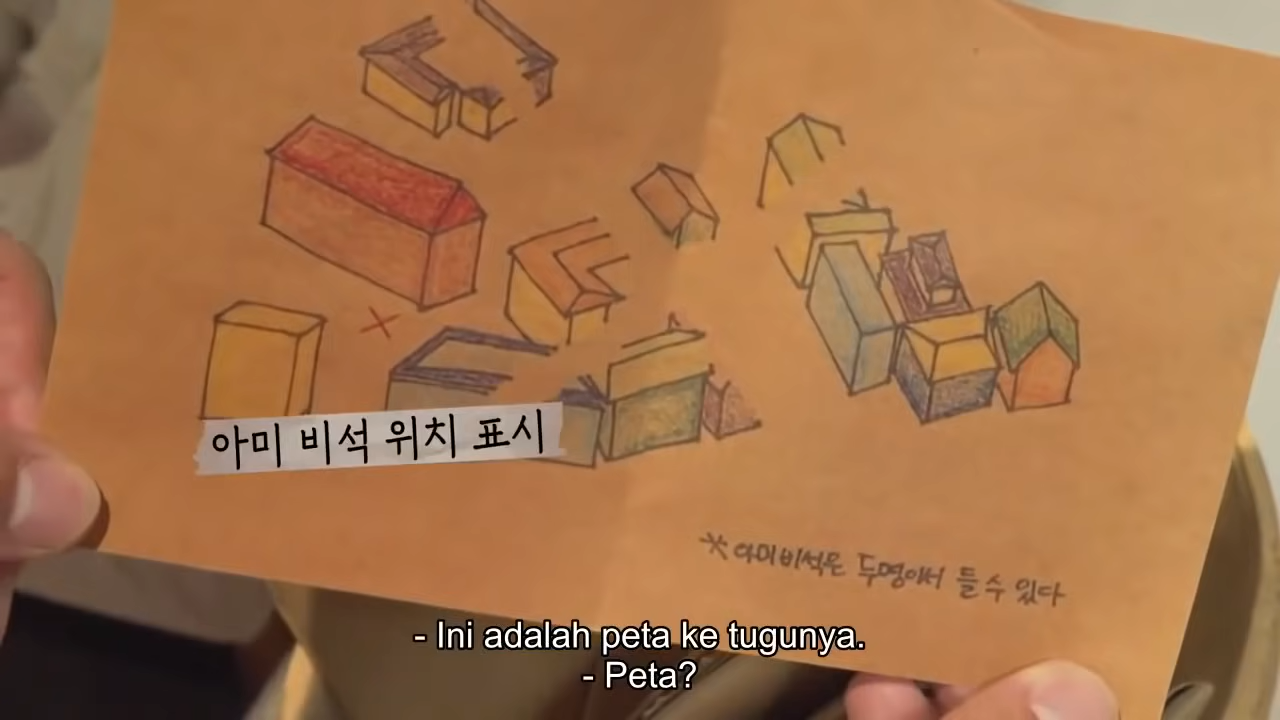 아미 비석 위치 표시
※ 아미비석은 두명에서 들 수 있다
- Ini adalah peta ke tugunya.
- Peta?